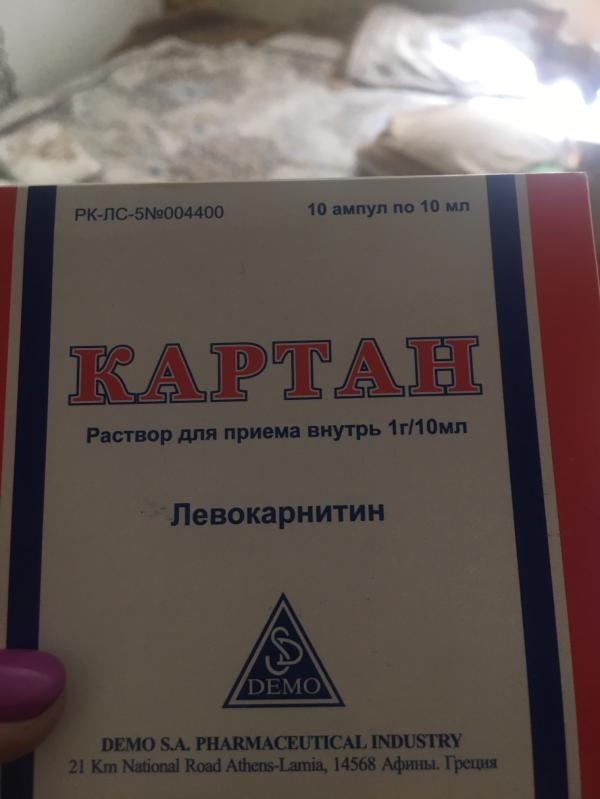 РК-ЛС-5№004400
10 ампул по 10 мл
КАРТАН
Раствор для приема внутрь 1г/10мл
Левокарнитин
SD
DEMO
DEMO S.A. PHARMACEUTICAL INDUSTRY
21 Km National Road Athens-Lamia, 14568 Афины. Греция